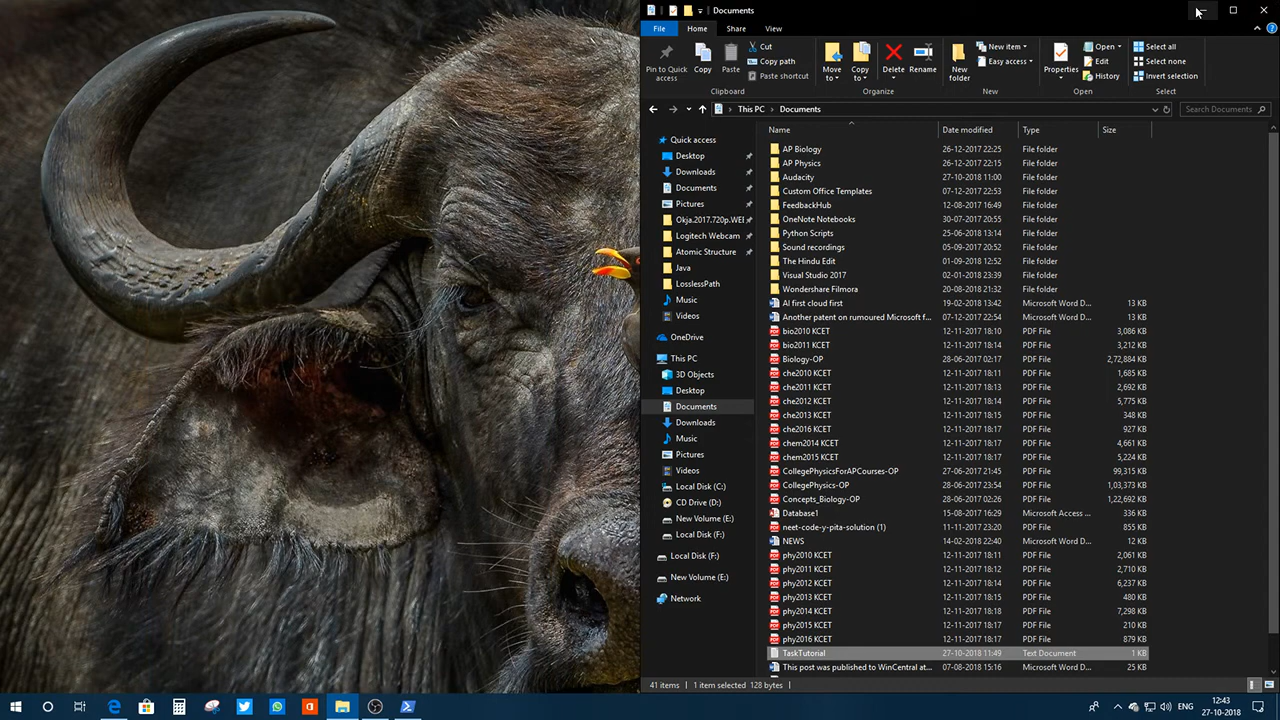 Documents
File Home Share View
Pin to Quick access
Copy
Paste
Cut
Copy path
Paste shortcut
Clipboard
Move to
Copy to
Delete
Rename
Organize
New folder
New item
Easy access
New
Properties
Open
Edit
History
Open
Select all
Select none
Invert selection
Select
This PC Documents
Search Documents
Quick access
Desktop
Downloads
Documents
Pictures
Okja.2017.720p.WE
Logitech Webcam
Atomic Structure
Java
LosslessPath
Music
Videos
OneDrive
This PC
3D Objects
Desktop
Documents
Downloads
Music
Pictures
Videos
Local Disk (C:)
CD Drive (D:)
New Volume (E:)
Local Disk (F:)
Local Disk (F:)
New Volume (E:)
Network
Name Date modified Type Size
AP Biology 26-12-2017 22:25 File folder
AP Physics 26-12-2017 22:15 File folder
Audacity 27-10-2018 11:00 File folder
Custom Office Templates 07-12-2017 22:53 File folder
FeedbackHub 12-08-2017 16:49 File folder
OneNote Notebooks 30-07-2017 20:55 File folder
Python Scripts 25-06-2018 13:14 File folder
Sound recordings 05-09-2017 20:52 File folder
The Hindu Edit 01-09-2018 12:52 File folder
Visual Studio 2017 02-01-2018 23:39 File folder
Wondershare Filmora 20-08-2018 21:32 File folder
AI first cloud first 19-02-2018 13:42 Microsoft Word D... 13 KB
Another patent on rumoured Microsoft f... 07-12-2017 18:10 Microsoft Word D... 13 KB
bio2010 KCET 12-11-2017 18:10 PDF File 3,086 KB
bio2011 KCET 12-11-2017 18:12 PDF File 3,212 KB
Biology-OP 28-06-2017 02:17 PDF File 2,72,884 KB
che2010 KCET 12-11-2017 18:11 PDF File 1,686 KB
che2011 KCET 12-11-2017 18:13 PDF File 2,692 KB
che2012 KCET 12-11-2017 18:14 PDF File 5,775 KB
che2013 KCET 12-11-2017 18:15 PDF File 348 KB
che2016 KCET 12-11-2017 18:17 PDF File 927 KB
chem2014 KCET 12-11-2017 18:17 PDF File 4,661 KB
chem2015 KCET 12-11-2017 18:17 PDF File 260 KB
CollegePhysicsForAPCourses-OP 27-06-2017 21:45 PDF File 99,315 KB
CollegePhysics-OP 28-06-2017 02:28 PDF File 1,03,273 KB
Concepts_Biology-OP 28-06-2017 02:26 PDF File 1,22,692 KB
Database1 15-08-2017 16:29 Microsoft Access ... 336 KB
neet-code-y-pita-solution (1) 11-11-2017 23:20 PDF File 825 KB
NEWS 14-02-2018 22:40 Microsoft Word D... 13 KB
phy2010 KCET 12-11-2017 18:12 PDF File 2,061 KB
phy2011 KCET 12-11-2017 18:12 PDF File 2,710 KB
phy2012 KCET 12-11-2017 18:14 PDF File 6,237 KB
phy2013 KCET 12-11-2017 18:16 PDF File 480 KB
phy2014 KCET 12-11-2017 18:18 PDF File 7,298 KB
phy2015 KCET 12-11-2017 18:17 PDF File 210 KB
phy2016 KCET 12-11-2017 18:17 PDF File 879 KB
TaskTutorial 27-10-2018 11:49 Text Document 1 KB
This post was published to WinCentral at... 07-08-2018 15:16 Microsoft Word D... 25 KB
41 items 1 item selected 128 bytes
ENG
12:43
27-10-2018